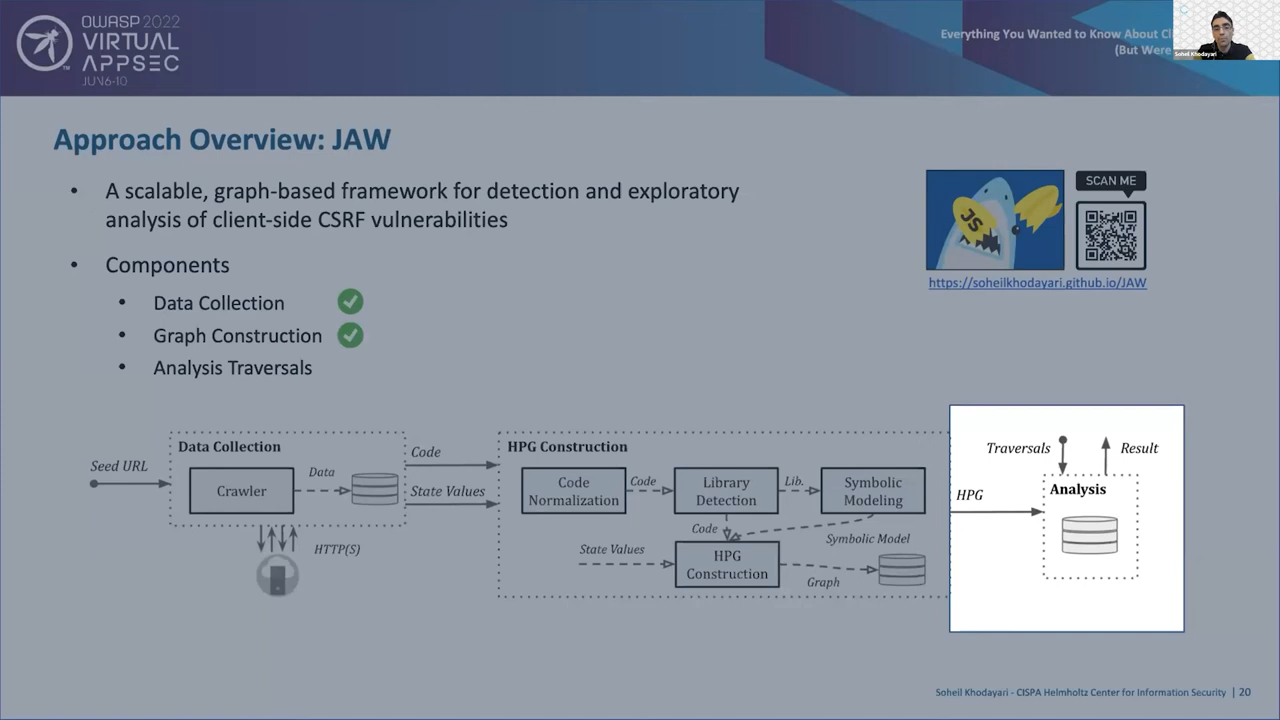 OWASP 2022
VIRTUAL
APPSEC
JUN 6-10
Everything You Wanted to Know About Cl
(But Were
Soheil Khodayari
Approach Overview: JAW
• A scalable, graph-based framework for detection and exploratory
analysis of client-side CSRF vulnerabilities
• Components
• Data Collection
• Graph Construction
• Analysis Traversals
JS
SCAN ME
https://soheilkhodayari.github.io/JAW
Seed URL
Data Collection
Crawler
Data
HTTP(S)
Code
State Values
HPG Construction
Code
Normalization
Code
Library
Detection
Lib.
Symbolic
Modeling
Code
Symbolic Model
State Values
HPG
Construction
Graph
HPG
Traversals
Result
Analysis
Soheil Khodayari - CISPA Helmholtz Center for Information Security | 20